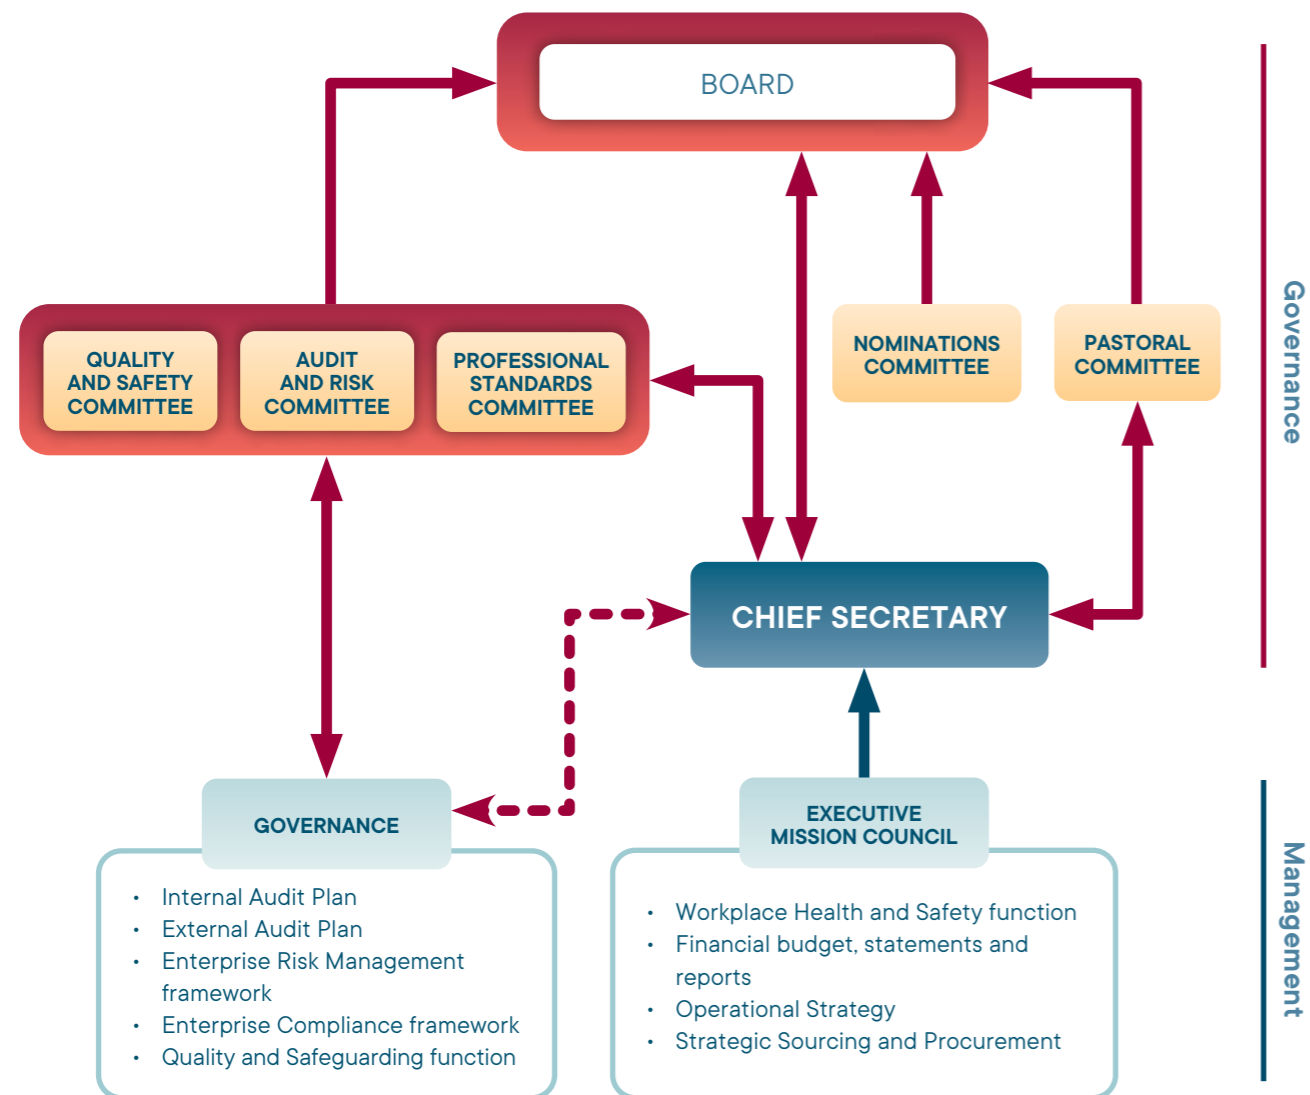 BOARD
QUALITY
AND SAFETY
COMMITTEE
AUDIT
AND RISK
COMMITTEE
PROFESSIONAL
STANDARDS
COMMITTEE
NOMINATIONS
COMMITTEE
PASTORAL
COMMITTEE
Governance
CHIEF SECRETARY
GOVERNANCE
• Internal Audit Plan
• External Audit Plan
• Enterprise Risk Management
framework
• Enterprise Compliance framework
• Quality and Safeguarding function
EXECUTIVE
MISSION COUNCIL
• Workplace Health and Safety function
• Financial budget, statements and
reports
• Operational Strategy
• Strategic Sourcing and Procurement
Management